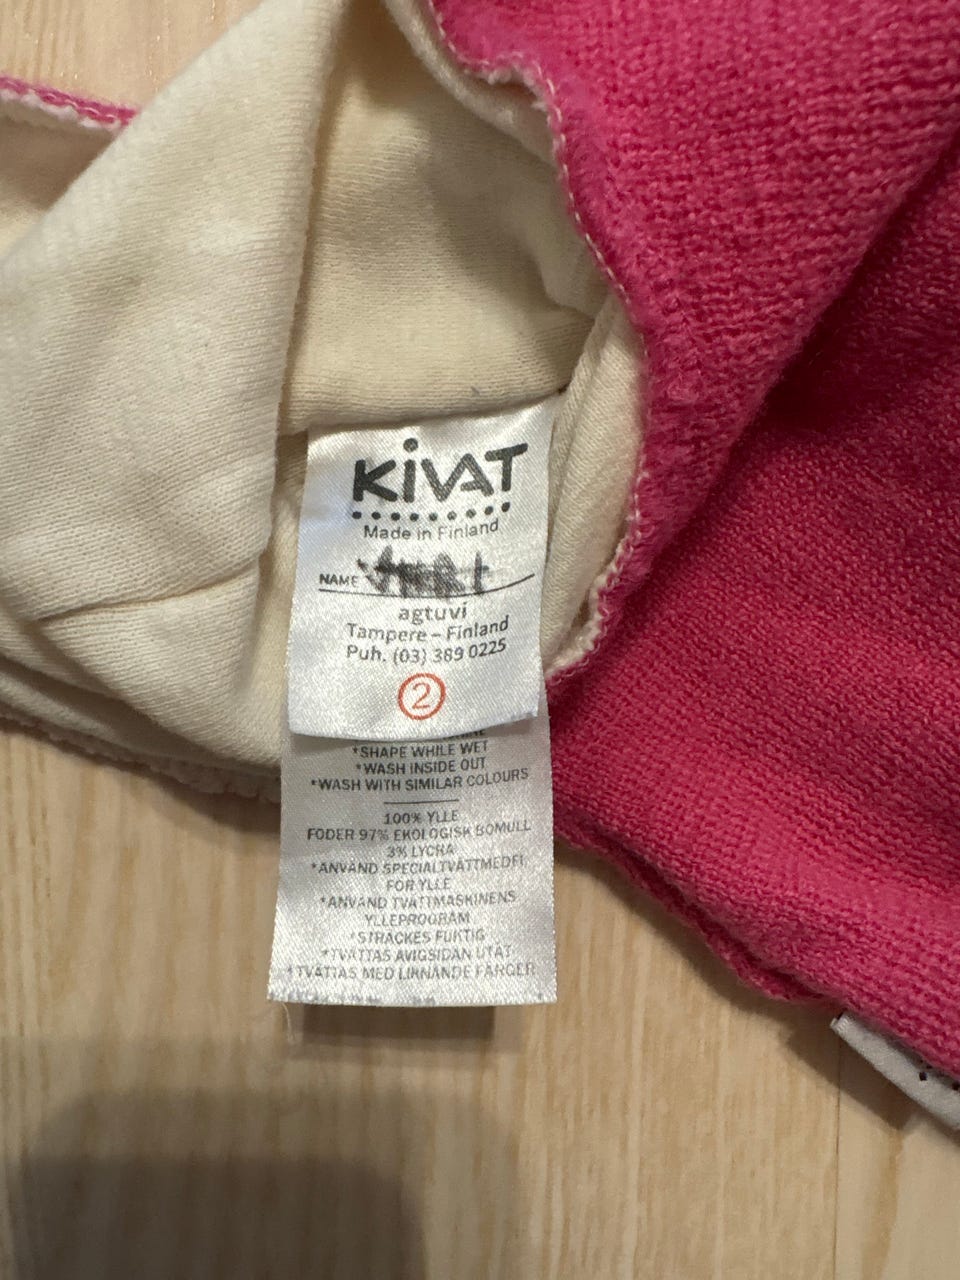 KiVAT
Made in Finland
NAME
agtuvi
Tampere – Finland
Puh. (03) 389 0225
2
*SHAPE WHILE WET
*WASH INSIDE OUT
*WASH WITH SIMILAR COLOURS
100% YLLE
FODER 97% EKOLOGISK BOMULL
3% LYCRA
*ANVÄND SPECIALTVÄTTMEDEL
FÖR YLLE
*ANVÄND TVÄTTMASKINENS
YLLEPROGRAM
*STRÄCKES FUKTIG
*TVÄTTAS AVIGSIDAN UTÅT
*TVÄTTAS MED LIKNANDE FÄRGER